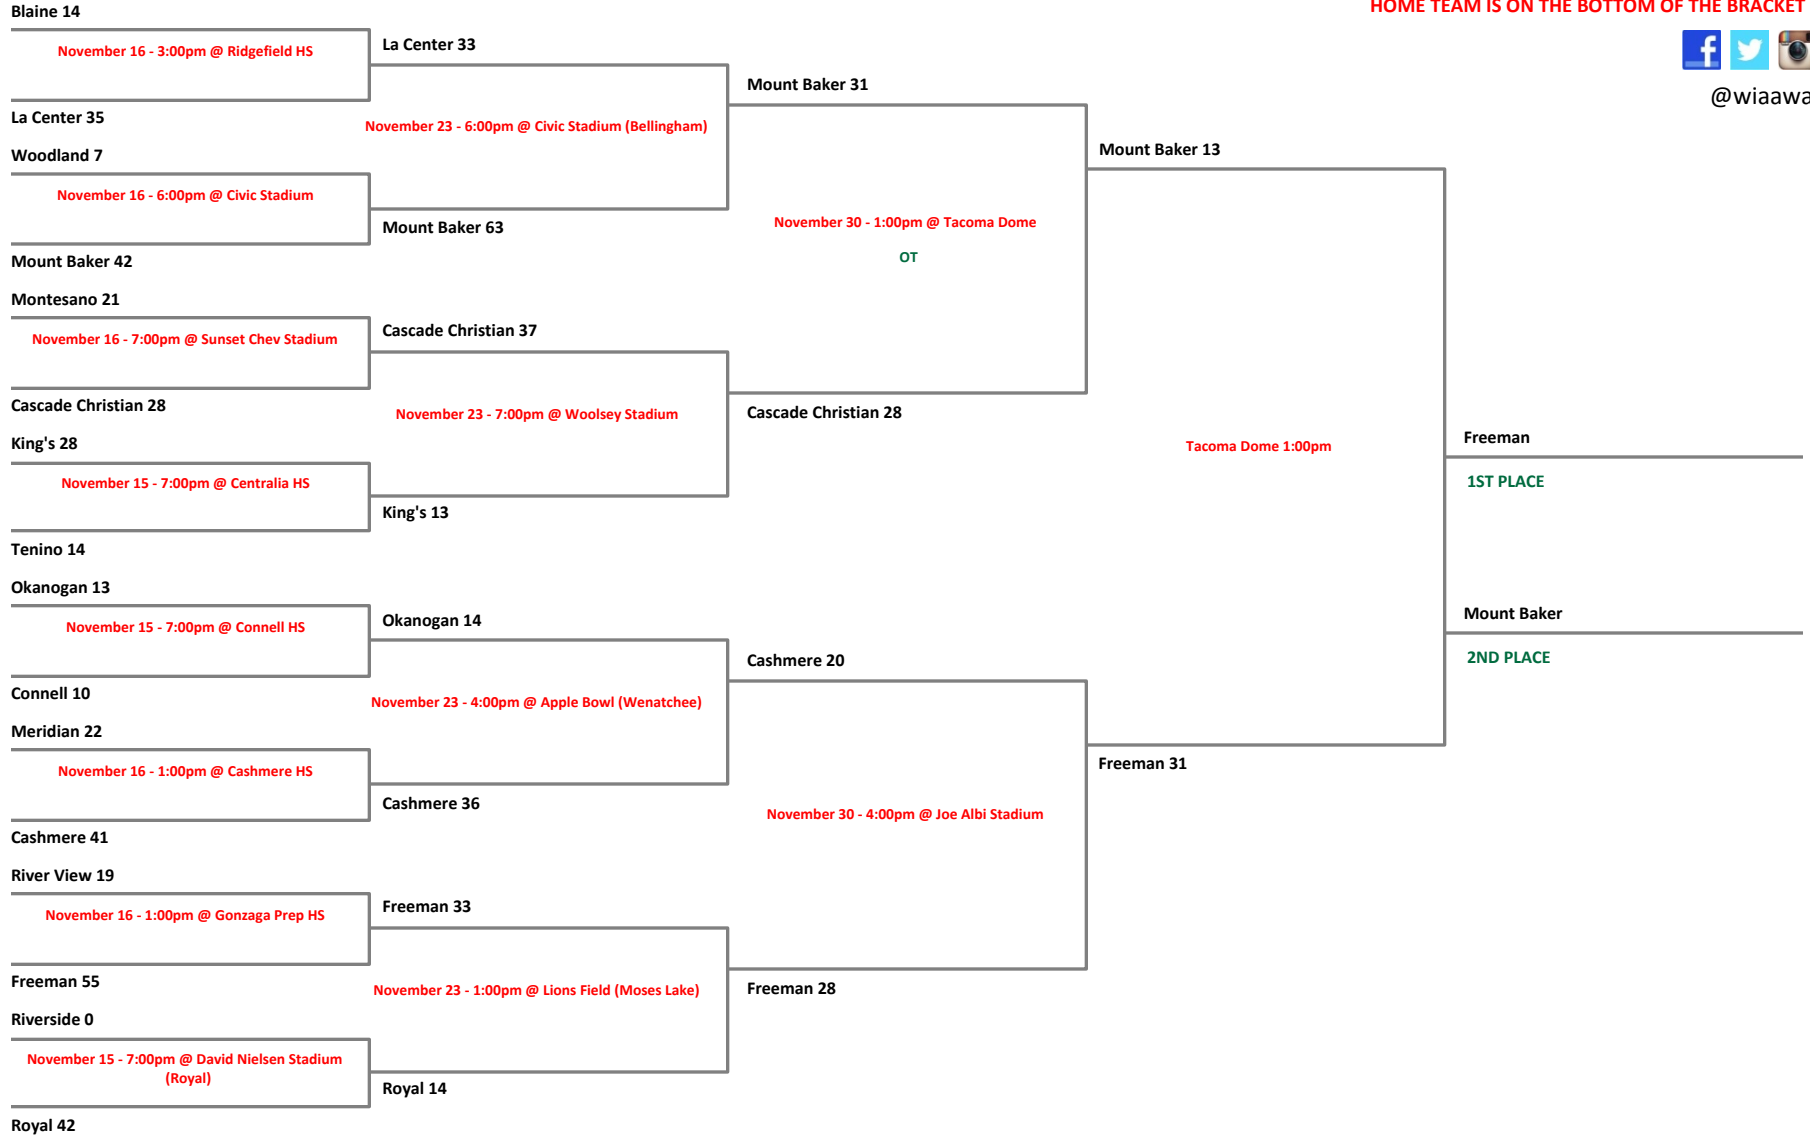 HOME TEAM IS ON THE BOTTOM OF THE BRACKET
@wiaawa
Blaine 14
November 16 - 3:00pm @ Ridgefield HS
La Center 35
Woodland 7
November 16 - 6:00pm @ Civic Stadium
Mount Baker 42
Montesano 21
November 16 - 7:00pm @ Sunset Chev Stadium
Cascade Christian 28
King's 28
November 15 - 7:00pm @ Centralia HS
Tenino 14
Okanogan 13
November 15 - 7:00pm @ Connell HS
Connell 10
Meridian 22
November 16 - 1:00pm @ Cashmere HS
Cashmere 41
River View 19
November 16 - 1:00pm @ Gonzaga Prep HS
Freeman 55
Riverside 0
November 15 - 7:00pm @ David Nielsen Stadium
(Royal)
Royal 42
La Center 33
November 23 - 6:00pm @ Civic Stadium (Bellingham)
Mount Baker 63
Cascade Christian 37
November 23 - 7:00pm @ Woolsey Stadium
King's 13
Okanogan 14
November 23 - 4:00pm @ Apple Bowl (Wenatchee)
Cashmere 36
Freeman 33
November 23 - 1:00pm @ Lions Field (Moses Lake)
Royal 14
Mount Baker 31
November 30 - 1:00pm @ Tacoma Dome
OT
Cascade Christian 28
Cashmere 20
November 30 - 4:00pm @ Joe Albi Stadium
Freeman 28
Mount Baker 13
Tacoma Dome 1:00pm
Freeman 31
Freeman
1ST PLACE
Mount Baker
2ND PLACE